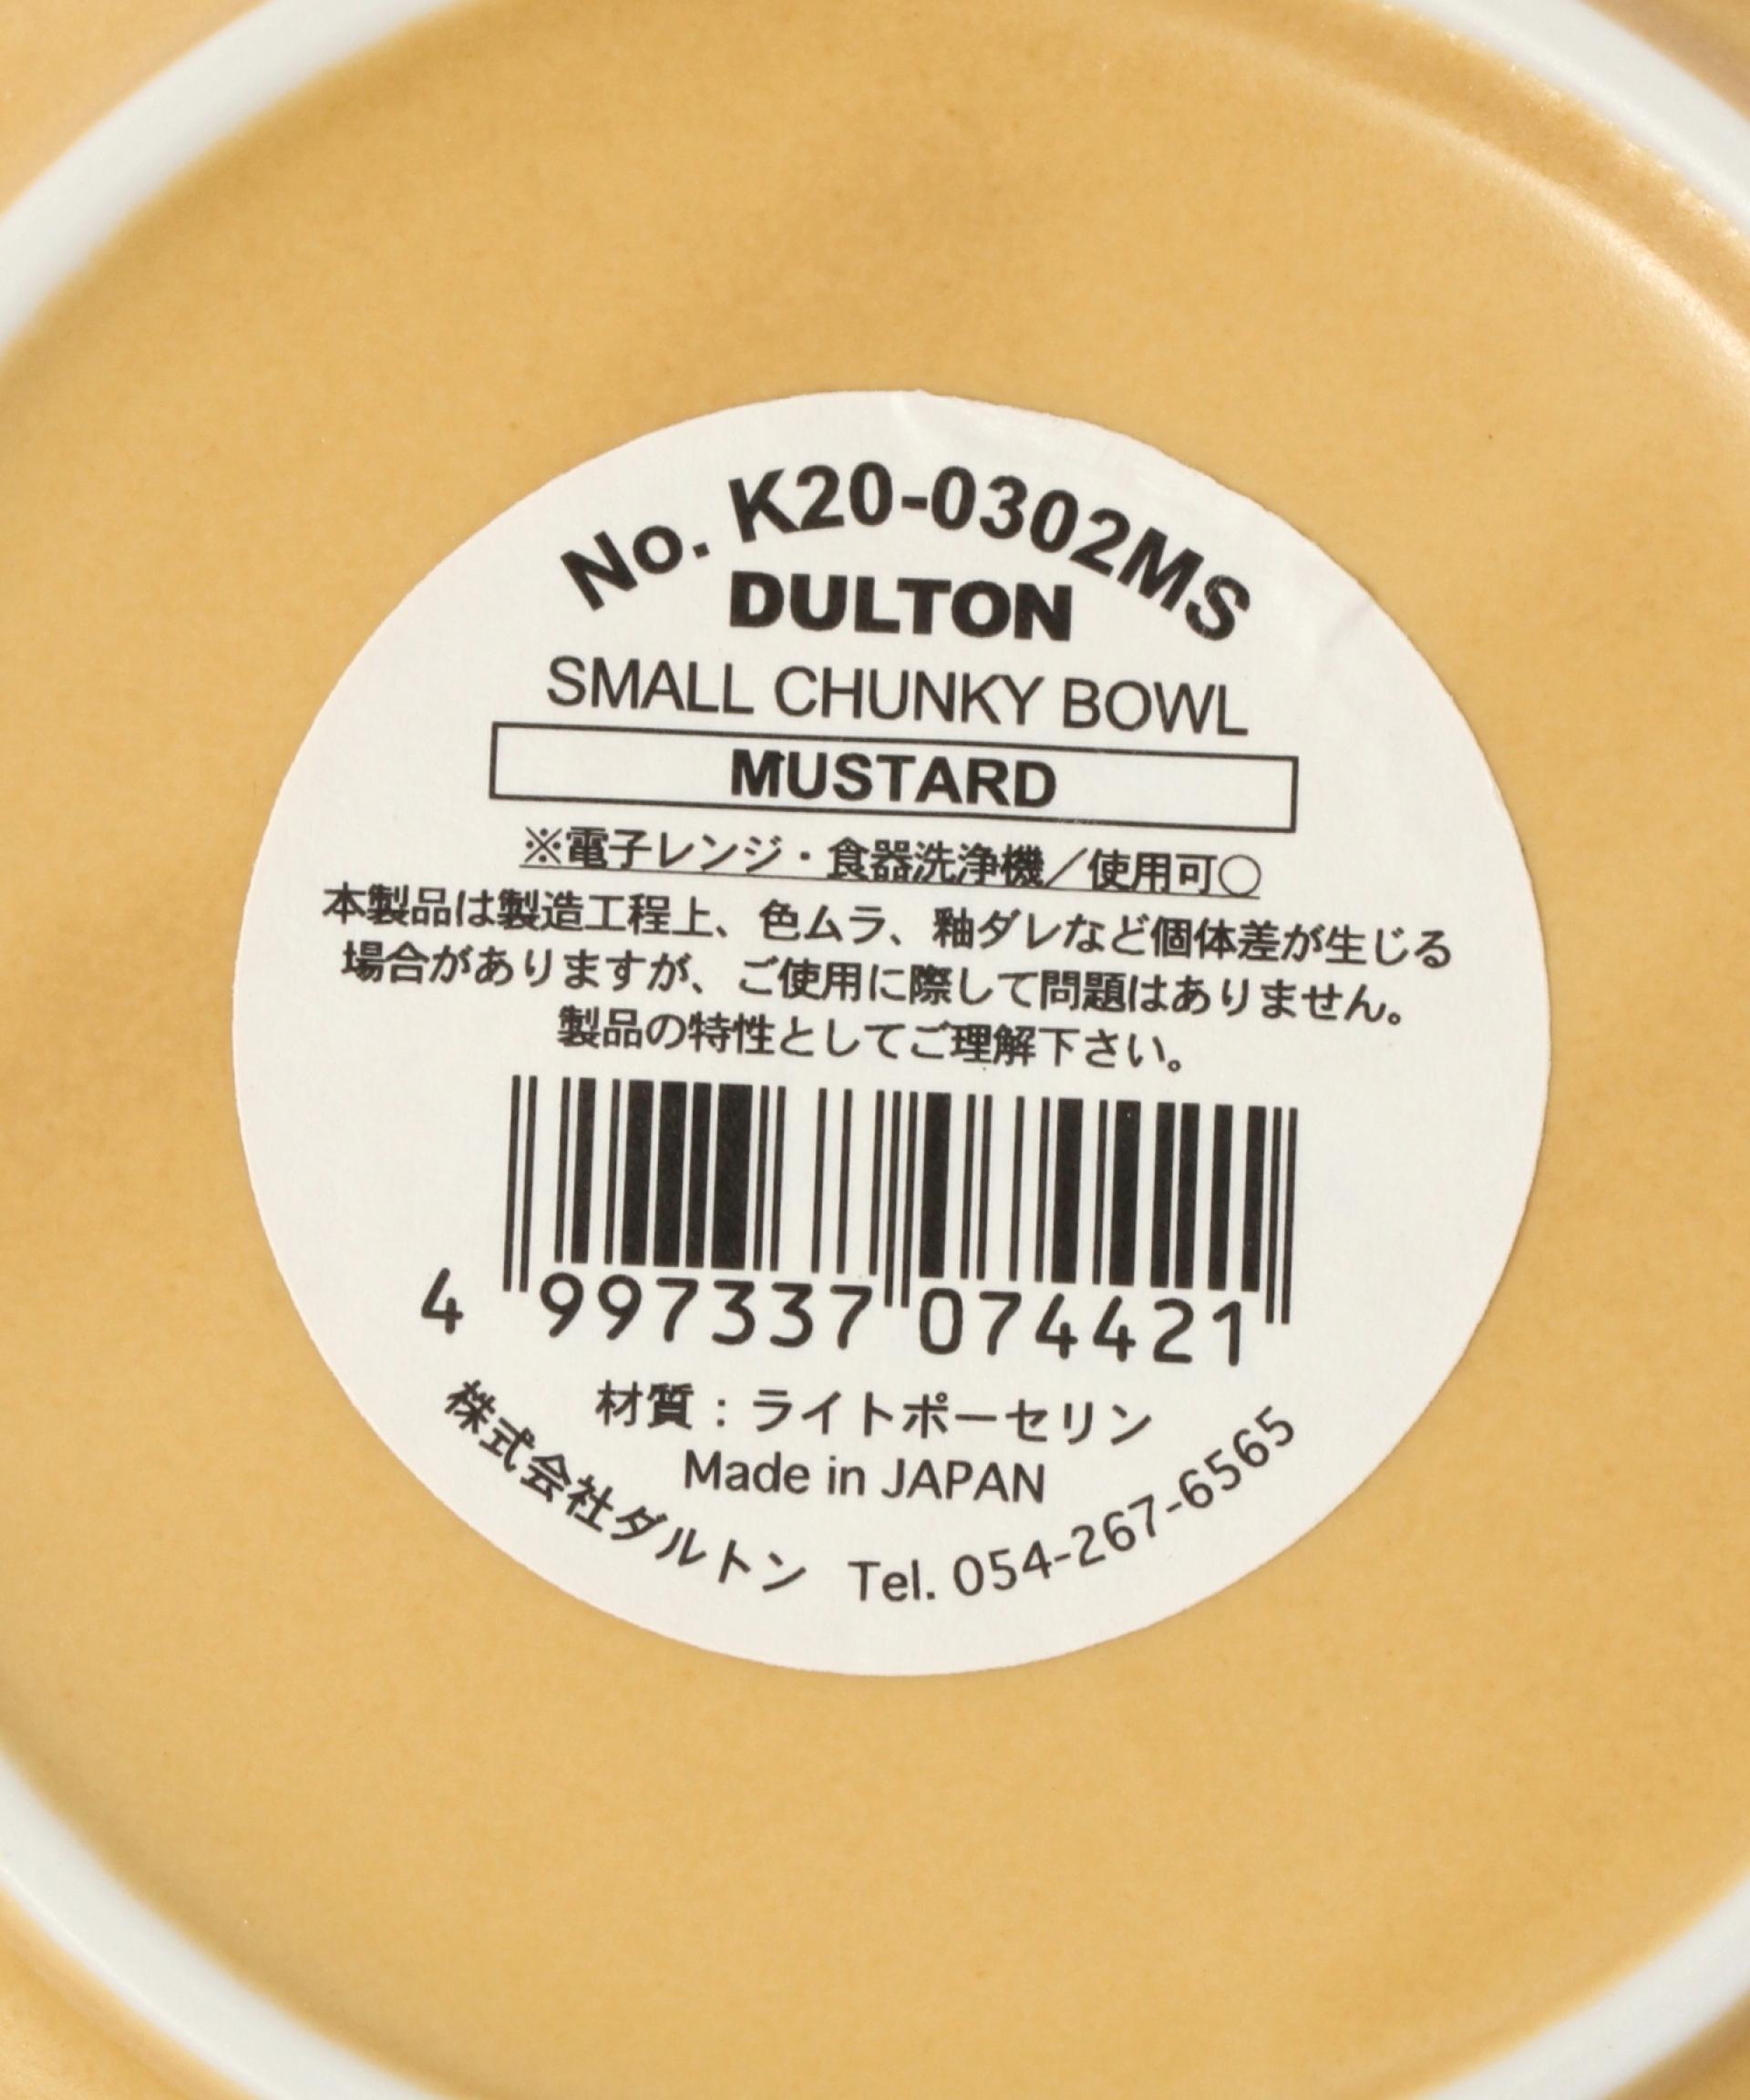 No. K20-0302MS
DULTON
SMALL CHUNKY BOWL
MUSTARD
※電子レンジ・食器洗浄機／使用可○
本製品は製造工程上、色ムラ、釉ダレなど個体差が生じる
場合がありますが、ご使用に際して問題はありません。
製品の特性としてご理解下さい。
4 997337 074421
材質：ライトポーセリン
Made in JAPAN
株式会社ダルトン Tel. 054-267-6565